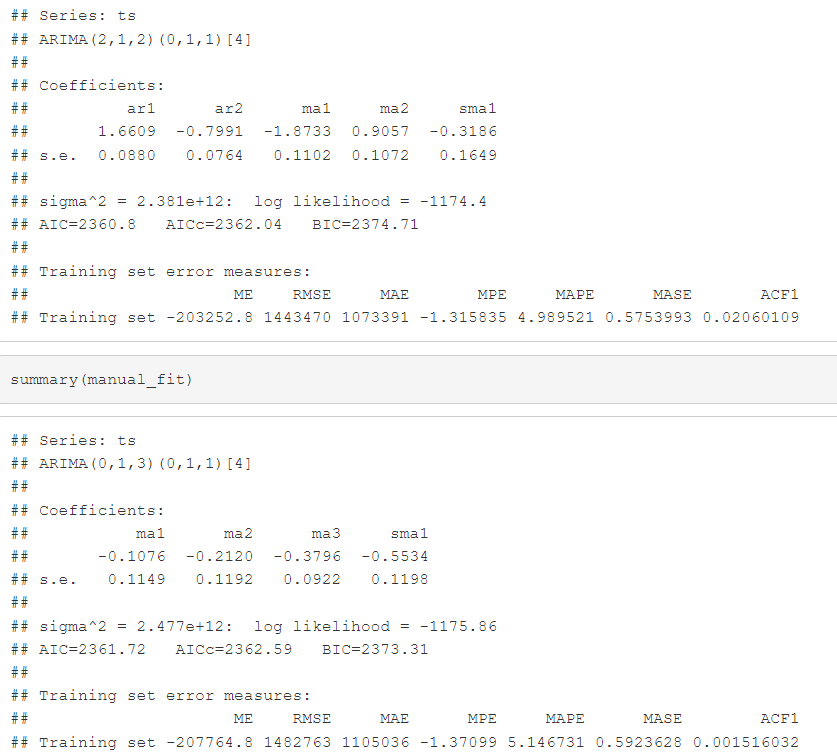 ## Series: ts
## ARIMA(2,1,2)(0,1,1)[4]
##
## Coefficients:
##          ar1      ar2      ma1     ma2     sma1
##       1.6609  -0.7991  -1.8733  0.9057  -0.3186
## s.e.  0.0880   0.0764   0.1102  0.1072   0.1649
##
## sigma^2 = 2.381e+12:  log likelihood = -1174.4
## AIC=2360.8   AICc=2362.04   BIC=2374.71
##
## Training set error measures:
##                     ME    RMSE     MAE       MPE     MAPE      MASE       ACF1
## Training set -203252.8 1443470 1073391 -1.315835 4.989521 0.5753993 0.02060109
summary(manual_fit)
## Series: ts
## ARIMA(0,1,3)(0,1,1)[4]
##
## Coefficients:
##           ma1      ma2      ma3     sma1
##       -0.1076  -0.2120  -0.3796  -0.5534
## s.e.   0.1149   0.1192   0.0922   0.1198
##
## sigma^2 = 2.477e+12:  log likelihood = -1175.86
## AIC=2361.72   AICc=2362.59   BIC=2373.31
##
## Training set error measures:
##                     ME    RMSE     MAE      MPE    MAPE      MASE        ACF1
## Training set -207764.8 1482763 1105036 -1.37099 5.146731 0.5923628 0.001516032